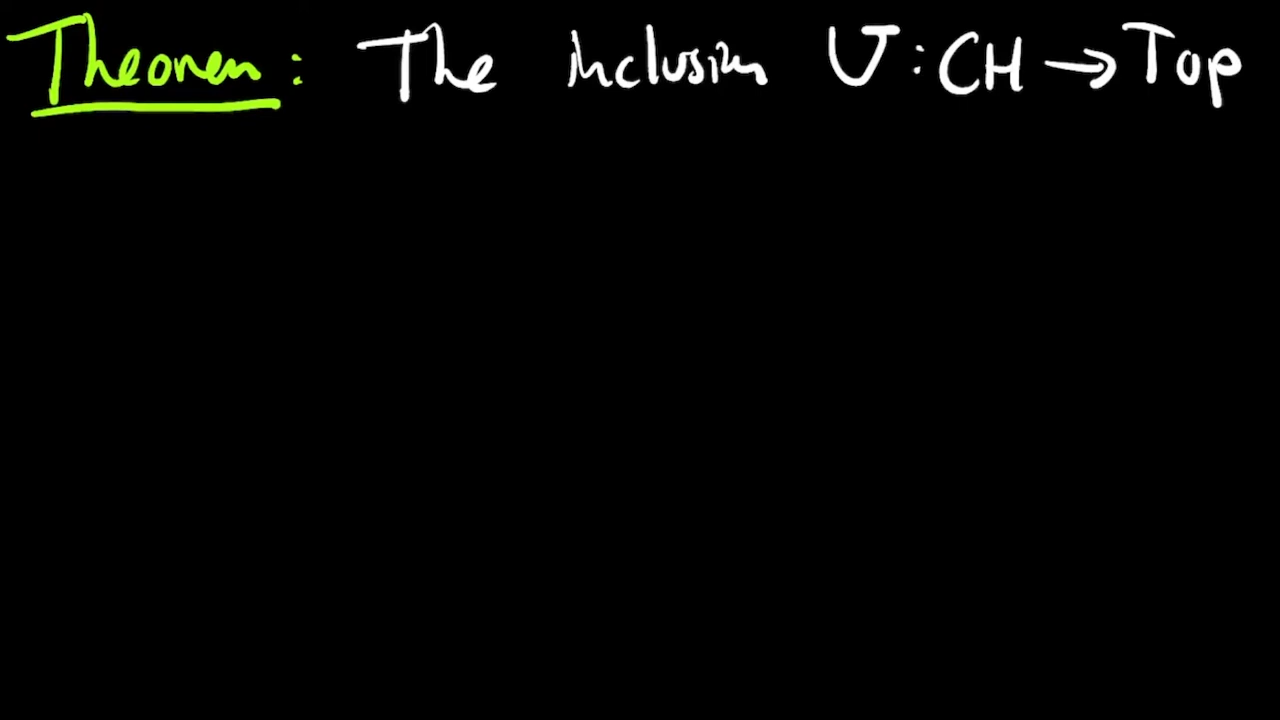 Theorem: The inclusion U: CH → Top